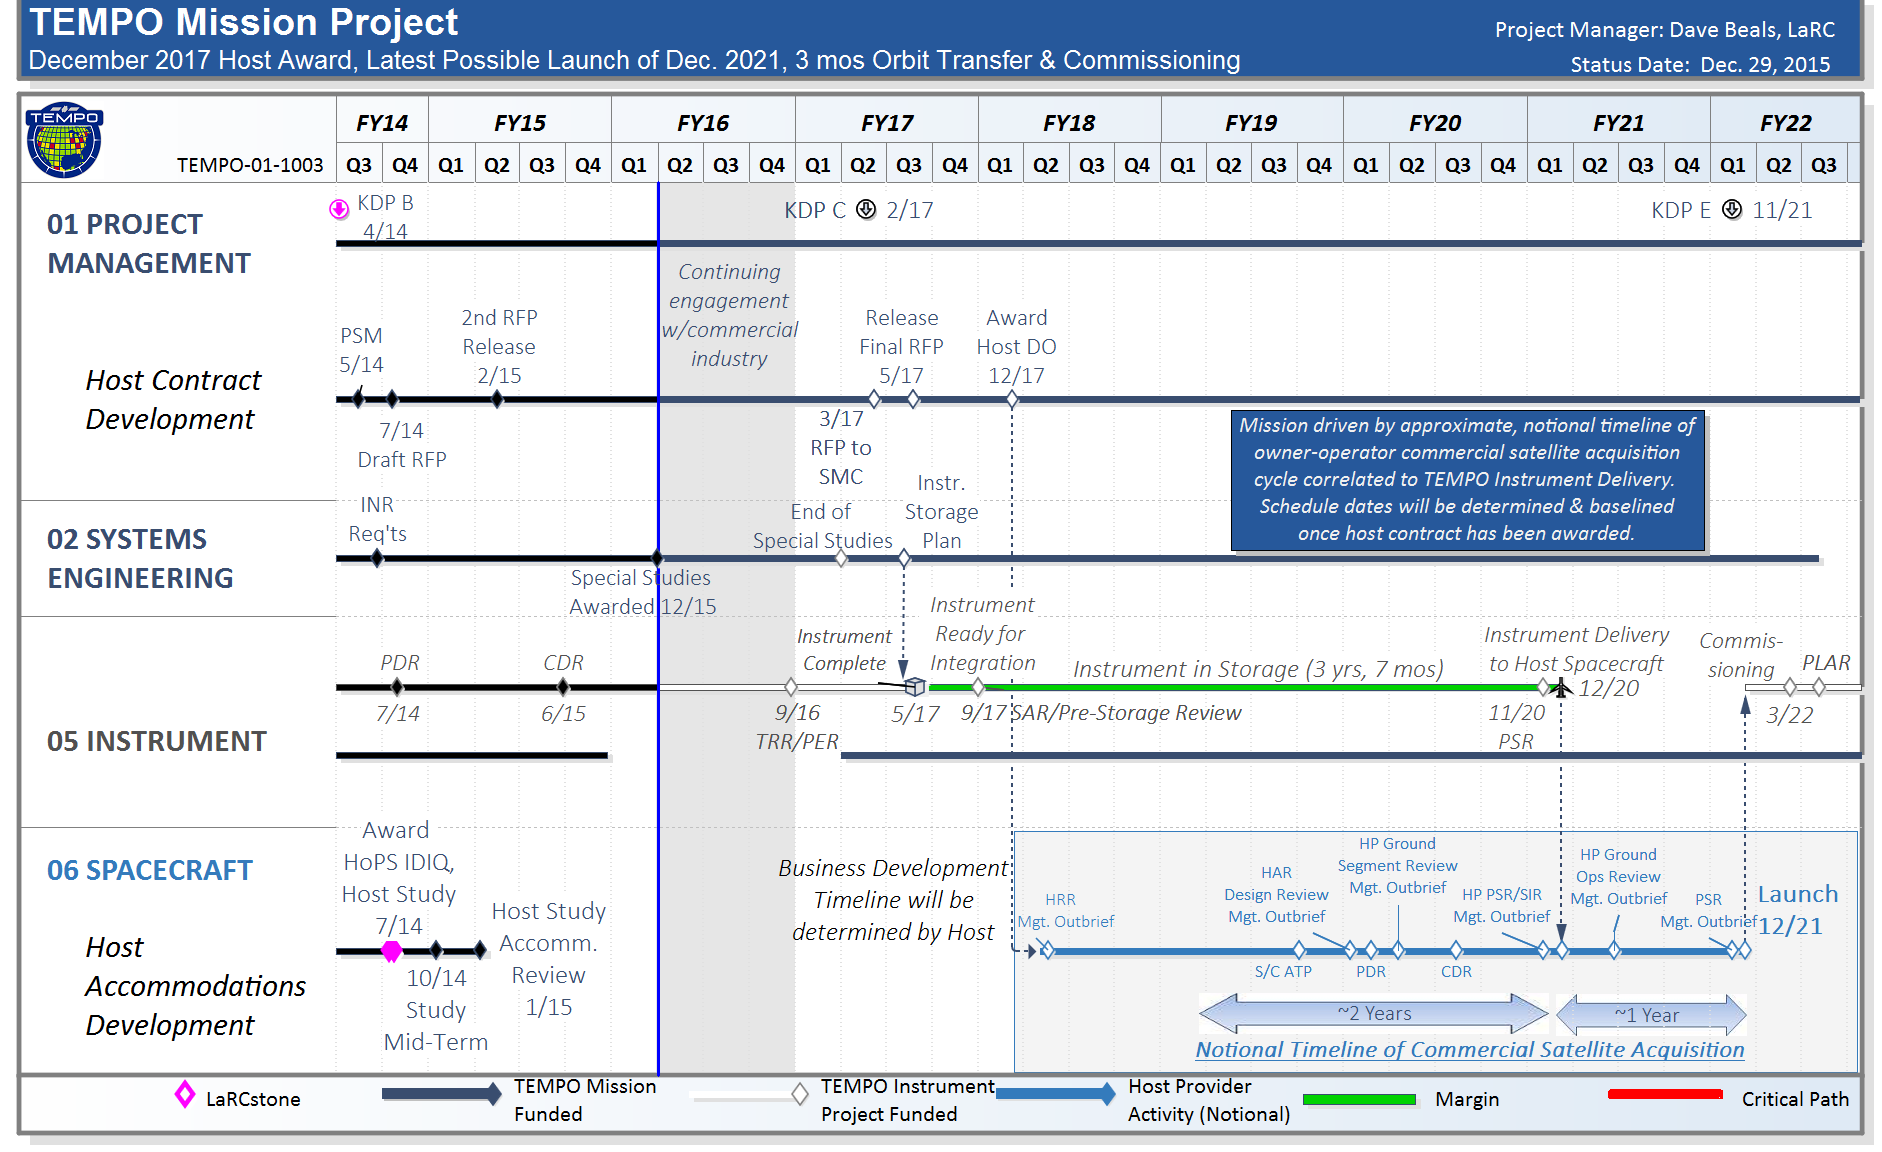 TEMPO Mission Project
December 2017 Host Award, Latest Possible Launch of Dec. 2021, 3 mos Orbit Transfer & Commissioning
Project Manager: Dave Beals, LaRC
Status Date: Dec. 29, 2015
TEMPO
TEMPO-01-1003
FY14 FY15 FY16 FY17 FY18 FY19 FY20 FY21 FY22
Q3 Q4 Q1 Q2 Q3 Q4 Q1 Q2 Q3 Q4 Q1 Q2 Q3 Q4 Q1 Q2 Q3 Q4 Q1 Q2 Q3 Q4 Q1 Q2 Q3 Q4 Q1 Q2 Q3 Q4 Q1 Q2 Q3
01 PROJECT
MANAGEMENT
KDP B
4/14
KDP C 2/17
KDP E 11/21
Continuing
engagement
w/commercial
industry
Host Contract
Development
PSM
5/14
7/14
Draft RFP
2nd RFP
Release
2/15
3/17
RFP to
SMC
Release
Final RFP
5/17
Award
Host DO
12/17
Mission driven by approximate, notional timeline of
owner-operator commercial satellite acquisition
cycle correlated to TEMPO Instrument Delivery.
Schedule dates will be determined & baselined
once host contract has been awarded.
02 SYSTEMS
ENGINEERING
INR
Req'ts
Special Studies
Awarded 12/15
End of
Special Studies
Instr.
Storage
Plan
05 INSTRUMENT
PDR
7/14
CDR
6/15
9/16
TRR/PER
Instrument
Complete
5/17
Instrument
Ready for
Integration
9/17 SAR/Pre-Storage Review
Instrument in Storage (3 yrs, 7 mos)
11/20
PSR
Instrument Delivery
to Host Spacecraft
12/20
Commis-
sioning
3/22
PLAR
06 SPACECRAFT
Host
Accommodations
Development
Award
HoPS IDIQ,
Host Study
7/14
10/14
Study
Mid-Term
Host Study
Accomm.
Review
1/15
Business Development
Timeline will be
determined by Host
HRR
Mgt. Outbrief
S/C ATP
HAR
Design Review
Mgt. Outbrief
PDR
HP Ground
Segment Review
Mgt. Outbrief
CDR
HP PSR/SIR
Mgt. Outbrief
HP Ground
Ops Review
Mgt. Outbrief
PSR
Mgt. Outbrief
Launch
12/21
~2 Years
~1 Year
Notional Timeline of Commercial Satellite Acquisition
LaRCstone
TEMPO Mission
Funded
TEMPO Instrument
Project Funded
Host Provider
Activity (Notional)
Margin
Critical Path